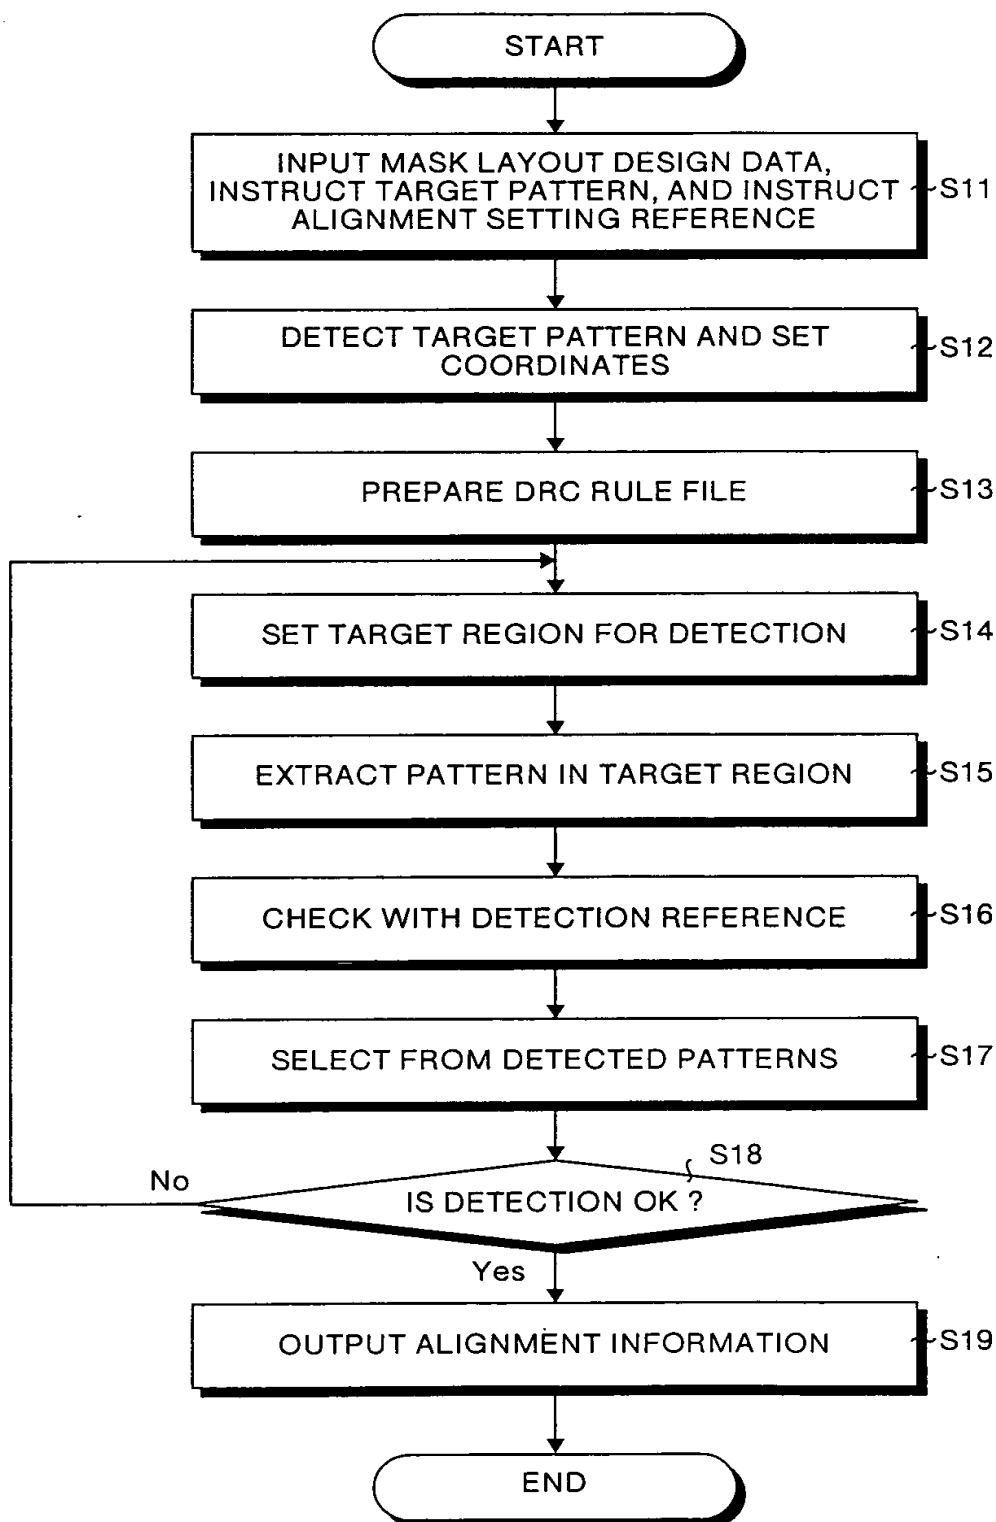 START
INPUT MASK LAYOUT DESIGN DATA,
INSTRUCT TARGET PATTERN, AND INSTRUCT
ALIGNMENT SETTING REFERENCE
S11
DETECT TARGET PATTERN AND SET
COORDINATES
S12
PREPARE DRC RULE FILE
S13
SET TARGET REGION FOR DETECTION
S14
EXTRACT PATTERN IN TARGET REGION
S15
CHECK WITH DETECTION REFERENCE
S16
SELECT FROM DETECTED PATTERNS
S17
S18
No
IS DETECTION OK ?
Yes
OUTPUT ALIGNMENT INFORMATION
S19
END